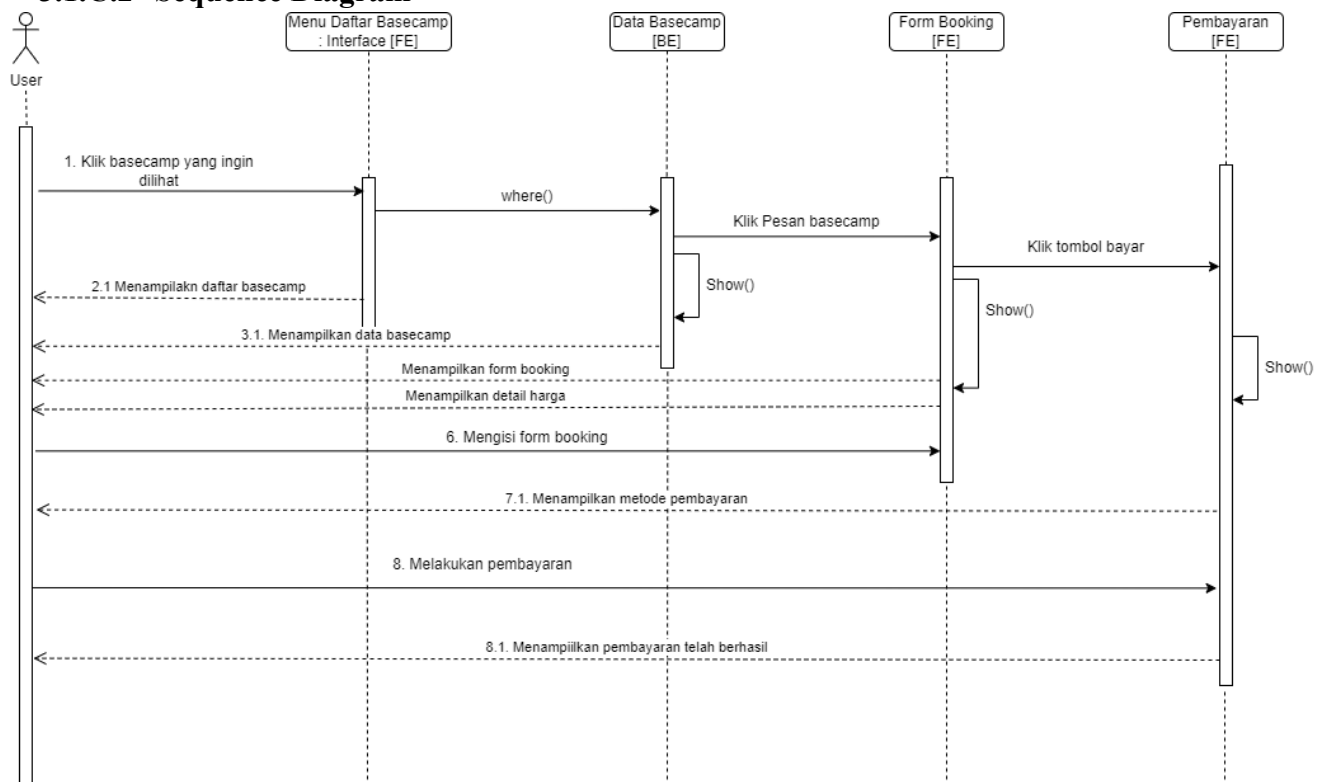 Sequence Diagram
Menu Daftar Basecamp
: Interface [FE]
Data Basecamp
[BE]
Form Booking
[FE]
Pembayaran
[FE]
User
1. Klik basecamp yang ingin
dilihat
where()
Klik Pesan basecamp
Klik tombol bayar
2.1 Menampilakn daftar basecamp
Show()
Show()
3.1. Menampilkan data basecamp
Menampilkan form booking
Show()
Menampilkan detail harga
6. Mengisi form booking
7.1. Menampilkan metode pembayaran
8. Melakukan pembayaran
8.1. Menampiilkan pembayaran telah berhasil